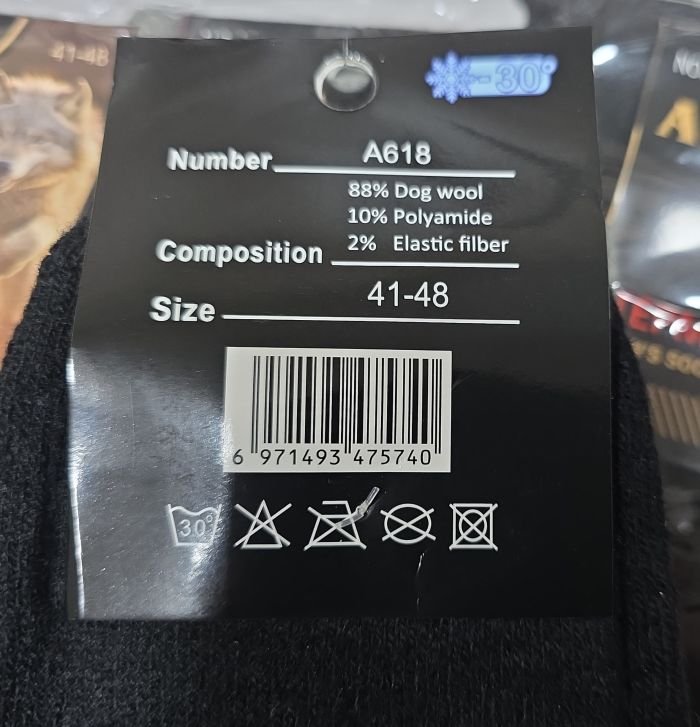 41-48
-30°
Number A618
88% Dog wool
10% Polyamide
Composition 2% Elastic filber
Size 41-48
6 971493 475740
30°